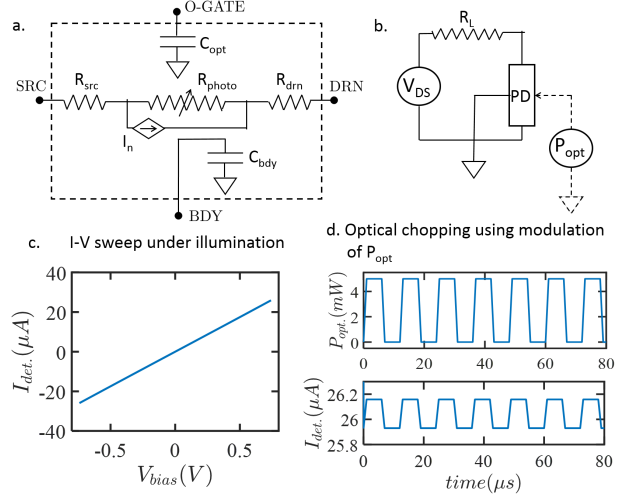 a.
O-GATE
C_opt
SRC
R_src
R_photo
R_drn
DRN
I_n
C_bdy
BDY
b.
R_L
V_DS
PD
P_opt
c. I-V sweep under illumination
I_det.(μA)
40
20
0
-20
-40
-0.5
0
0.5
V_bias(V)
d. Optical chopping using modulation
of P_opt
P_opt.(mW)
4
2
0
0
20
40
60
80
I_det.(μA)
26.2
26
25.8
0
20
40
60
80
time(μs)